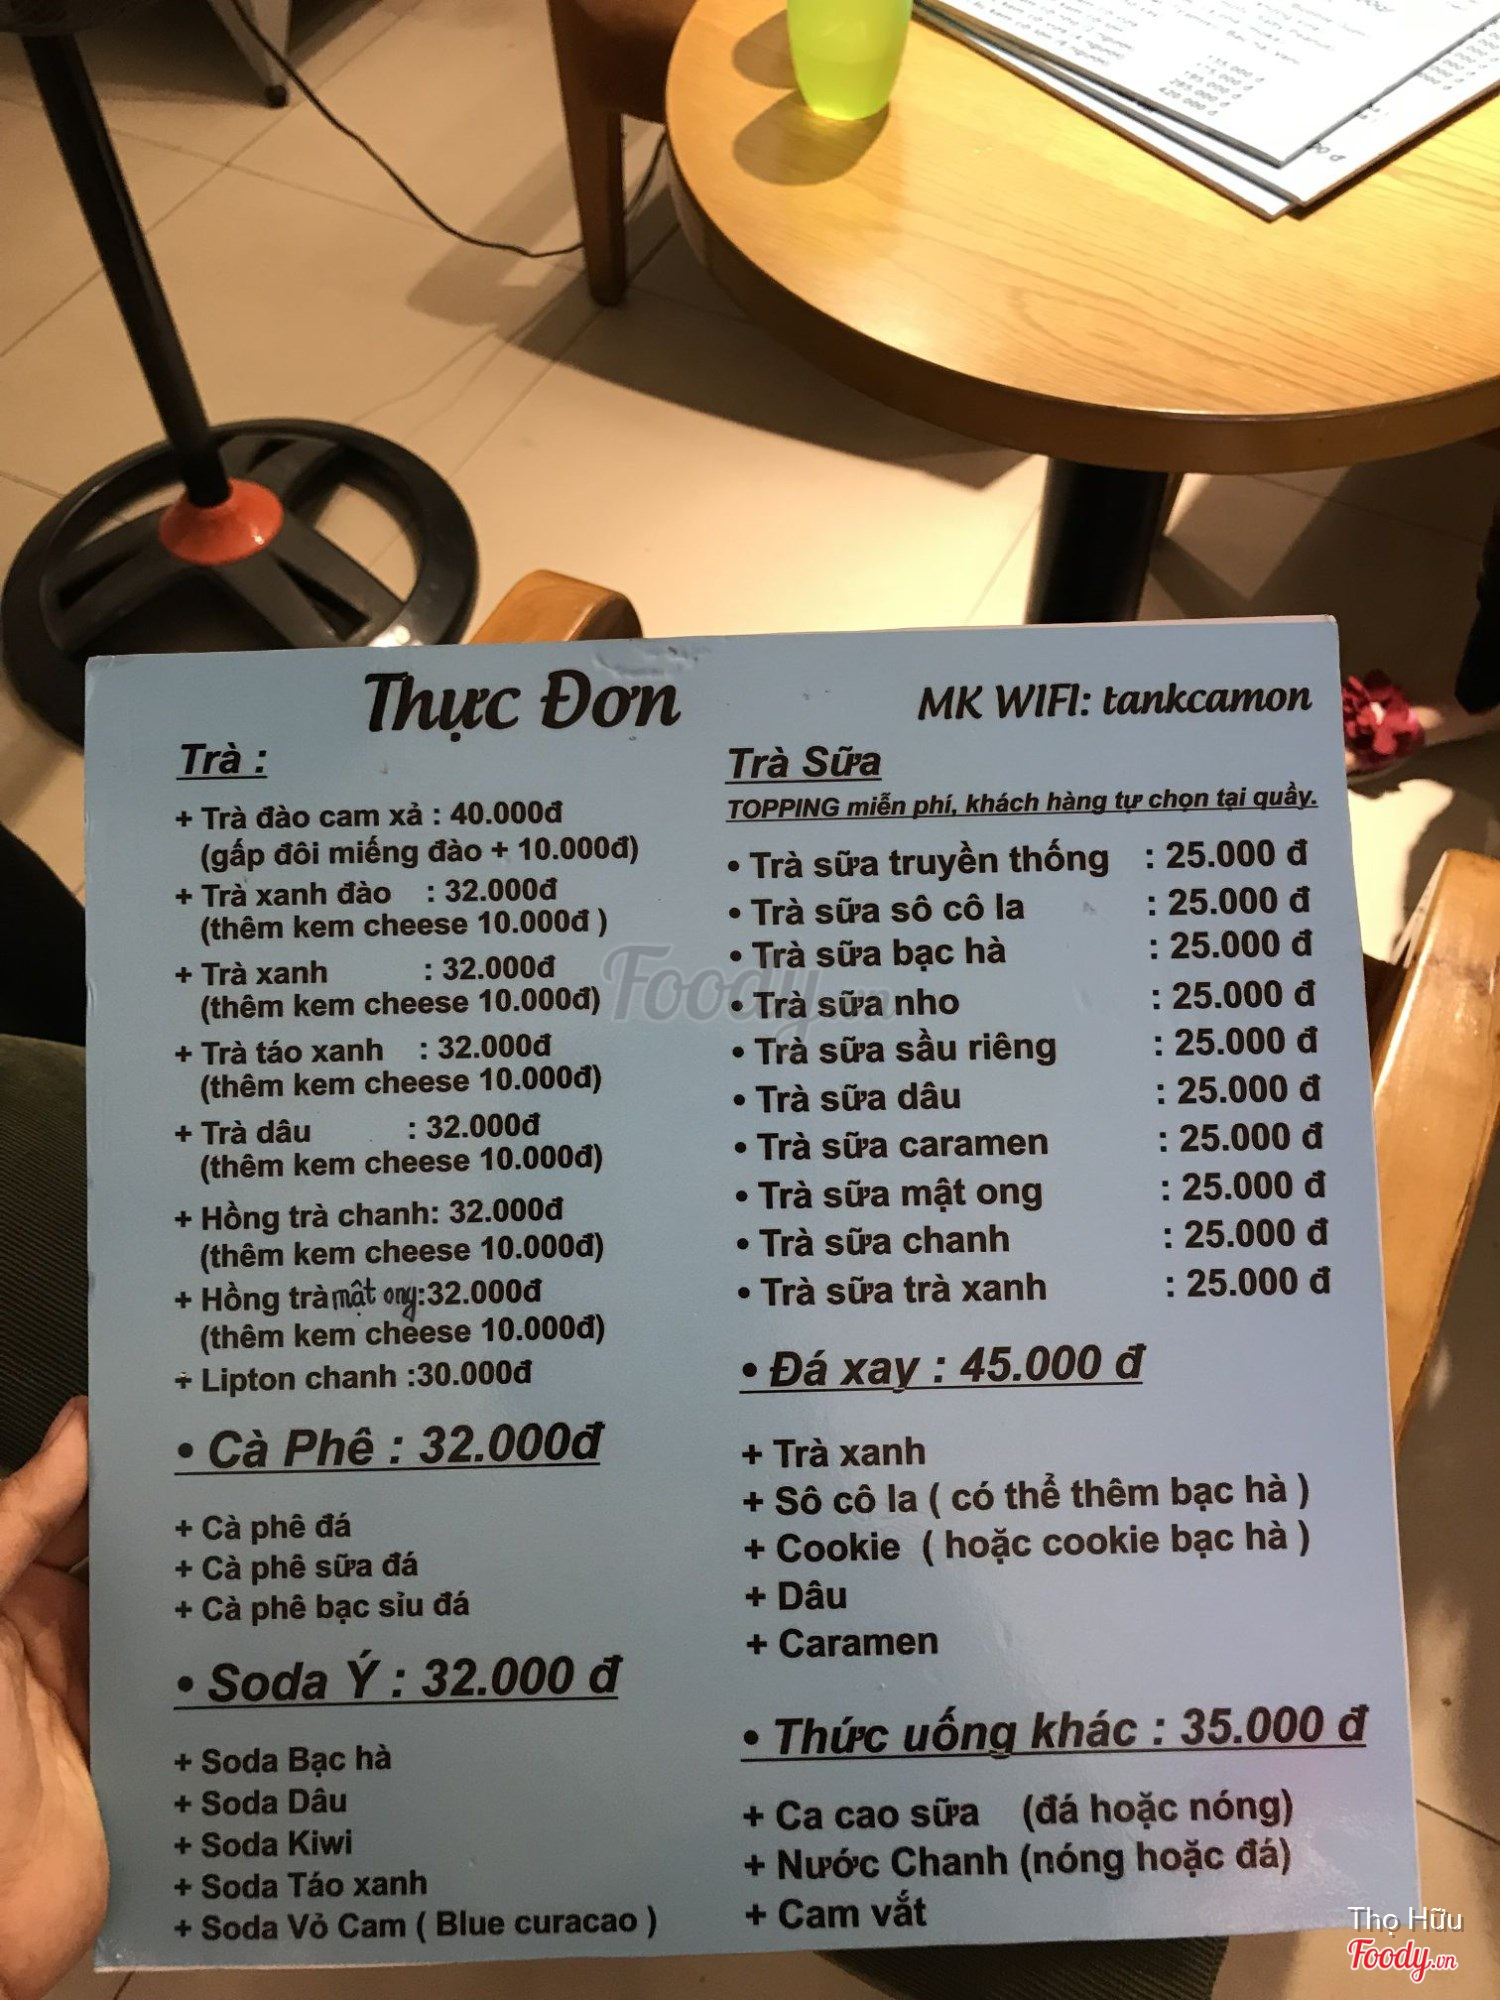 135.000 đ
195.000 đ
285.000 đ
420.000 đ
Thực Đơn
MK WIFI: tankcamon
Trà :
+ Trà đào cam xả : 40.000đ
(gấp đôi miếng đào + 10.000đ)
+ Trà xanh đào : 32.000đ
(thêm kem cheese 10.000đ )
+ Trà xanh : 32.000đ
(thêm kem cheese 10.000đ)
+ Trà táo xanh : 32.000đ
(thêm kem cheese 10.000đ)
+ Trà dâu : 32.000đ
(thêm kem cheese 10.000đ)
+ Hồng trà chanh: 32.000đ
(thêm kem cheese 10.000đ)
+ Hồng trà mật ong:32.000đ
(thêm kem cheese 10.000đ)
+ Lipton chanh :30.000đ
• Cà Phê : 32.000đ
+ Cà phê đá
+ Cà phê sữa đá
+ Cà phê bạc sỉu đá
• Soda Ý : 32.000 đ
+ Soda Bạc hà
+ Soda Dâu
+ Soda Kiwi
+ Soda Táo xanh
+ Soda Vỏ Cam ( Blue curacao )
Trà Sữa
TOPPING miễn phí, khách hàng tự chọn tại quầy.
• Trà sữa truyền thống : 25.000 đ
• Trà sữa sô cô la : 25.000 đ
• Trà sữa bạc hà : 25.000 đ
• Trà sữa nho : 25.000 đ
• Trà sữa sầu riêng : 25.000 đ
• Trà sữa dâu : 25.000 đ
• Trà sữa caramen : 25.000 đ
• Trà sữa mật ong : 25.000 đ
• Trà sữa chanh : 25.000 đ
• Trà sữa trà xanh : 25.000 đ
• Đá xay : 45.000 đ
+ Trà xanh
+ Sô cô la ( có thể thêm bạc hà )
+ Cookie ( hoặc cookie bạc hà )
+ Dâu
+ Caramen
• Thức uống khác : 35.000 đ
+ Ca cao sữa (đá hoặc nóng)
+ Nước Chanh (nóng hoặc đá)
+ Cam vắt
Foody.vn
Thọ Hữu
Foody.vn